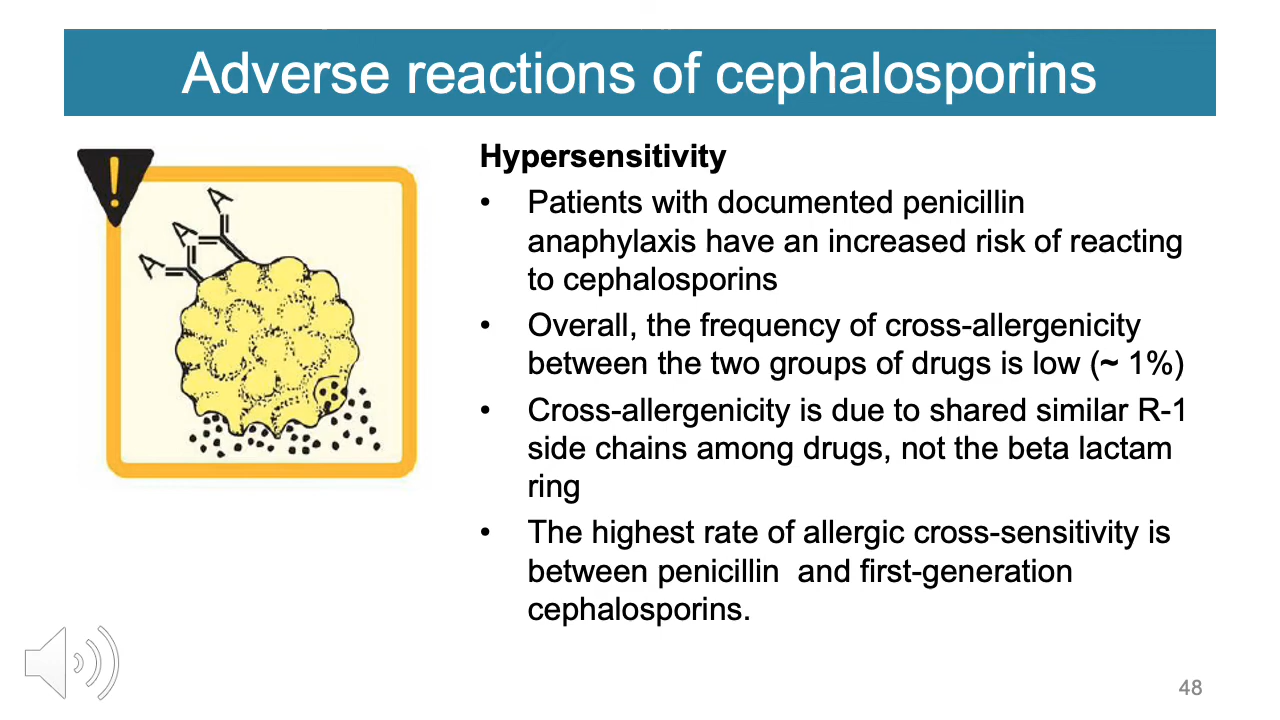 Adverse reactions of cephalosporins
!
A
A
A
Hypersensitivity
• Patients with documented penicillin
anaphylaxis have an increased risk of reacting
to cephalosporins
• Overall, the frequency of cross-allergenicity
between the two groups of drugs is low (~ 1%)
• Cross-allergenicity is due to shared similar R-1
side chains among drugs, not the beta lactam
ring
• The highest rate of allergic cross-sensitivity is
between penicillin  and first-generation
cephalosporins.
48